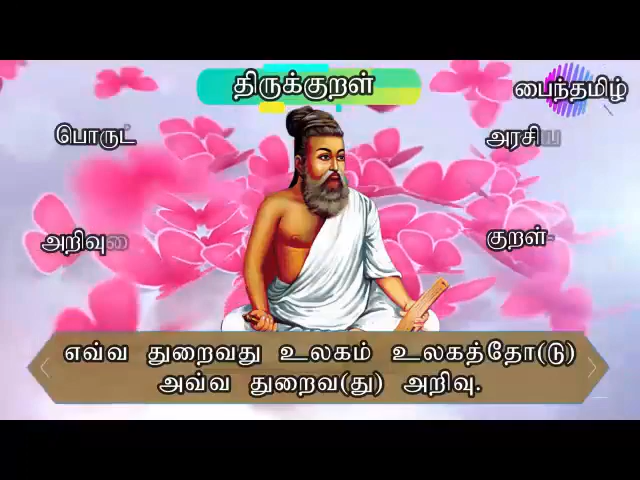 திருக்குறள்
பைந்தமிழ்
பொருட்
அரசிய
அறிவுடை
குறள்-
எவ்வ துறைவது உலகம் உலகத்தோ(டு)
அவ்வ துறைவ(து) அறிவு.